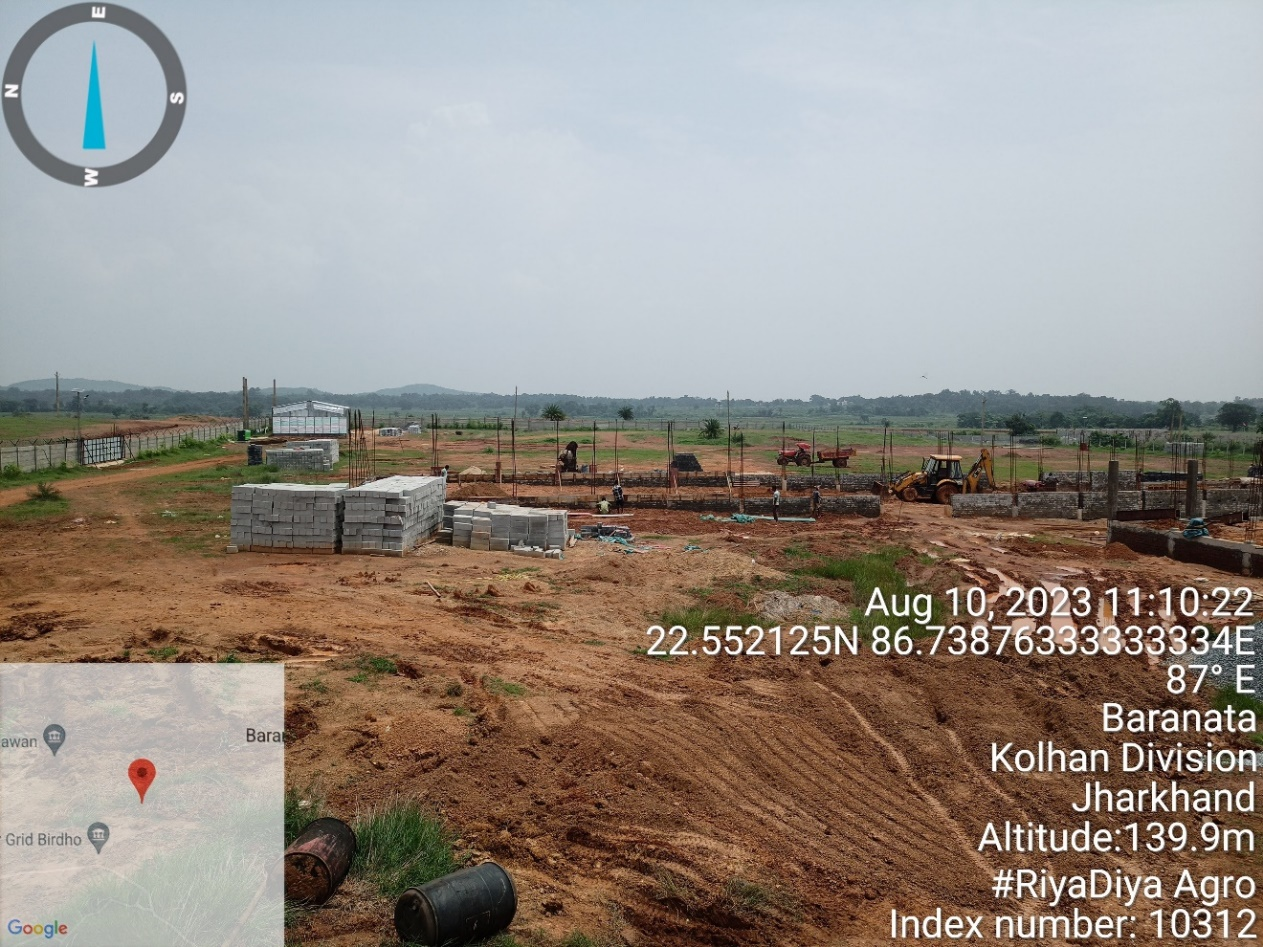 E
N
S
W
Aug 10, 2023 11:10:22
22.552125N 86.73876333333334E
87° E
Baranata
Kolhan Division
Jharkhand
Altitude:139.9m
#RiyaDiya Agro
Index number: 10312
awan
Baran
Grid Birdho
Google